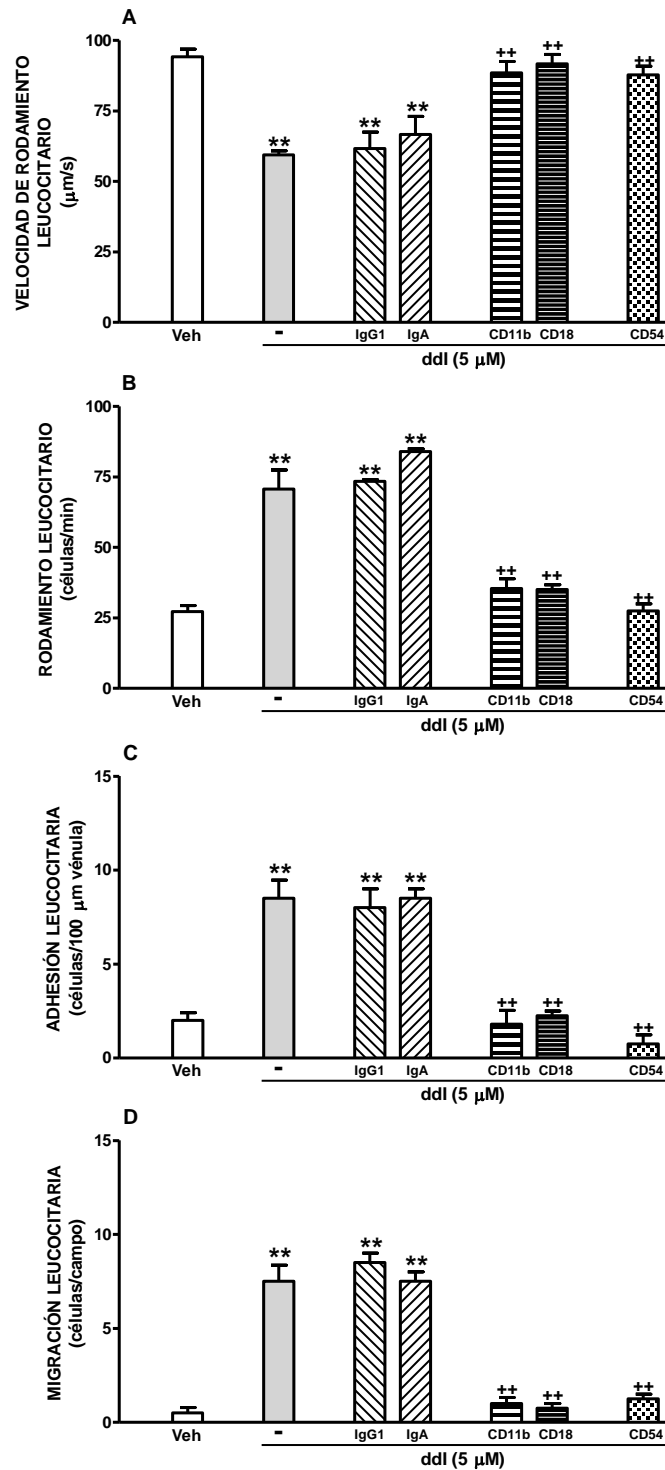 A
VELOCIDAD DE RODAMIENTO
LEUCOCITARIO
(μm/s)
100
75
50
25
0
** ** ** ++ ++ ++
Veh - IgG1 IgA CD11b CD18 CD54
ddI (5 μM)
B
RODAMIENTO LEUCOCITARIO
(células/min)
100
75
50
25
0
** ** ** ++ ++ ++
Veh - IgG1 IgA CD11b CD18 CD54
ddI (5 μM)
C
ADHESIÓN LEUCOCITARIA
(células/100 μm vénula)
15
10
5
0
** ** ** ++ ++ ++
Veh - IgG1 IgA CD11b CD18 CD54
ddI (5 μM)
D
MIGRACIÓN LEUCOCITARIA
(células/campo)
15
10
5
0
** ** ** ++ ++ ++
Veh - IgG1 IgA CD11b CD18 CD54
ddI (5 μM)